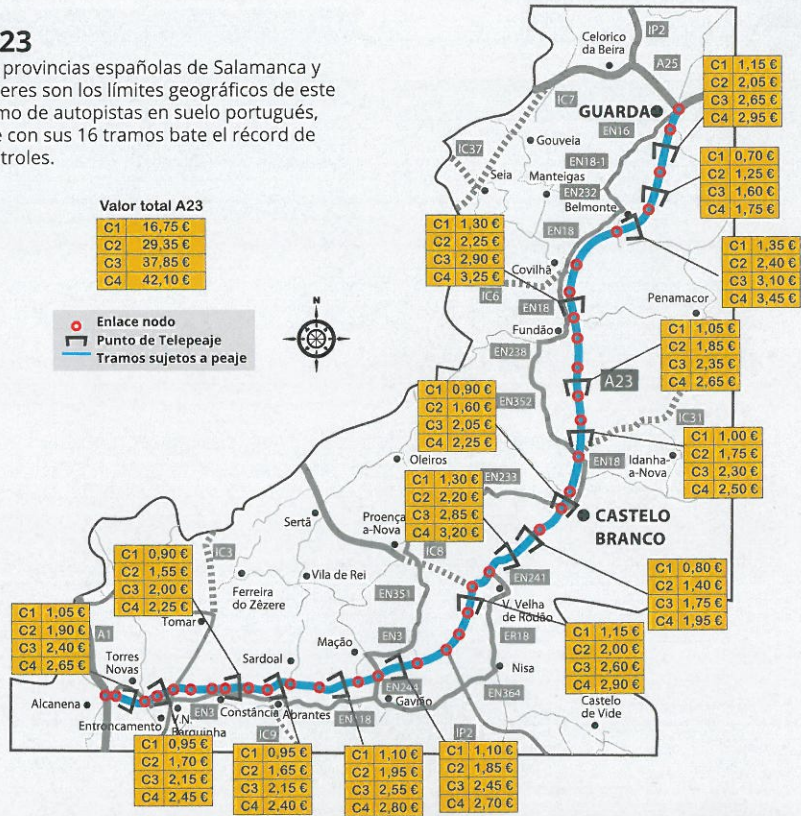 23
provincias españolas de Salamanca y
eres son los límites geográficos de este
mo de autopistas en suelo portugués,
e con sus 16 tramos bate el récord de
troles.
Valor total A23
C1 16,75 €
C2 29,35 €
C3 37,85 €
C4 42,10 €
Enlace nodo
Punto de Telepeaje
Tramos sujetos a peaje
N
IP2
Celorico
da Beira
A25
C1 1,15 €
C2 2,05 €
C3 2,65 €
C4 2,95 €
IC7
GUARDA
EN16
IC37
Gouveia
EN18-1
C1 0,70 €
C2 1,25 €
C3 1,60 €
C4 1,75 €
Seia
Manteigas
EN232
Belmonte
C1 1,30 €
C2 2,25 €
C3 2,90 €
C4 3,25 €
EN18
C1 1,35 €
C2 2,40 €
C3 3,10 €
C4 3,45 €
Covilhã
IC6
EN18
Penamacor
Fundão
EN238
C1 1,05 €
C2 1,85 €
C3 2,35 €
C4 2,65 €
A23
EN352
C1 0,90 €
C2 1,60 €
C3 2,05 €
C4 2,25 €
IC31
C1 1,00 €
C2 1,75 €
C3 2,30 €
C4 2,50 €
Oleiros
EN18
Idanha-
a-Nova
EN233
C1 1,30 €
C2 2,20 €
C3 2,85 €
C4 3,20 €
Sertã
Proença
a-Nova
CASTELO
BRANCO
IC3
IC8
C1 0,90 €
C2 1,55 €
C3 2,00 €
C4 2,25 €
Ferreira
do Zêzere
Vila de Rei
EN351
EN241
V. Velha
de Rodão
C1 0,80 €
C2 1,40 €
C3 1,75 €
C4 1,95 €
C1 1,05 €
C2 1,90 €
C3 2,40 €
C4 2,65 €
A1
Tomar
EN3
ER18
C1 1,15 €
C2 2,00 €
C3 2,60 €
C4 2,90 €
Mação
Sardoal
Torres
Novas
Nisa
EN244
EN364
Alcanena
Gavião
Castelo
de Vide
EN3
Constância
Abrantes
EN118
Entroncamento
V.N.
Barquinha
IC9
IP2
C1 0,95 €
C2 1,70 €
C3 2,15 €
C4 2,45 €
C1 0,95 €
C2 1,65 €
C3 2,15 €
C4 2,40 €
C1 1,10 €
C2 1,95 €
C3 2,55 €
C4 2,80 €
C1 1,10 €
C2 1,85 €
C3 2,45 €
C4 2,70 €